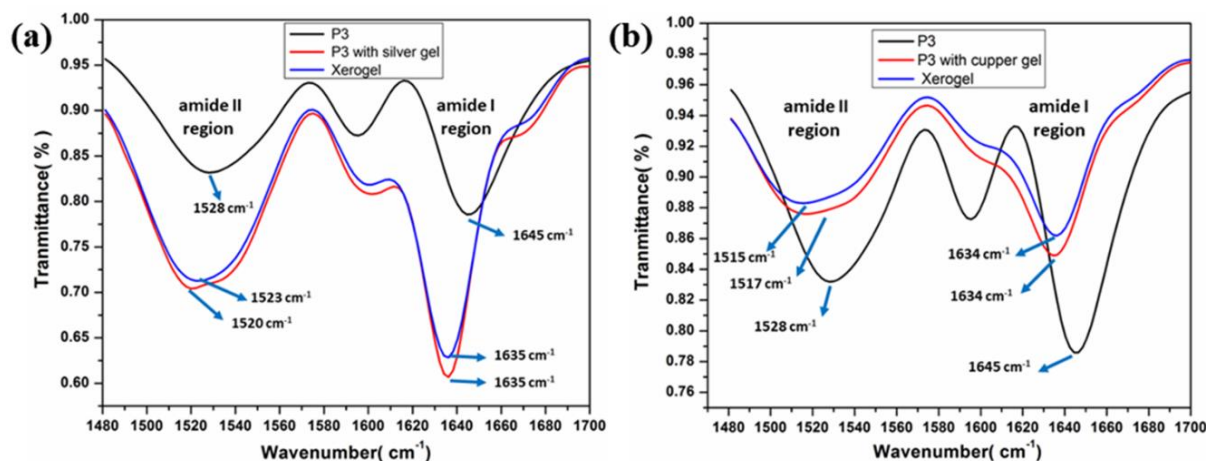 (a)
P3
P3 with silver gel
Xerogel
amide II
region
amide I
region
1528 cm-1
1645 cm-1
1523 cm-1
1520 cm-1
1635 cm-1
1635 cm-1
Tranmittance( % )
1.00
0.95
0.90
0.85
0.80
0.75
0.70
0.65
0.60
1480 1500 1520 1540 1560 1580 1600 1620 1640 1660 1680 1700
Wavenumber( cm-1)
(b)
P3
P3 with cupper gel
Xerogel
amide II
region
amide I
region
1515 cm-1
1517 cm-1
1528 cm-1
1634 cm-1
1634 cm-1
1645 cm-1
Tranmittance( % )
1.00
0.98
0.96
0.94
0.92
0.90
0.88
0.86
0.84
0.82
0.80
0.78
0.76
1480 1500 1520 1540 1560 1580 1600 1620 1640 1660 1680 1700
Wavenumber( cm-1)